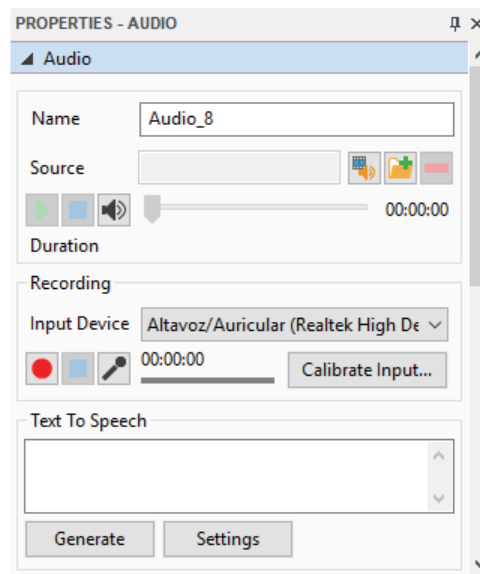 PROPERTIES - AUDIO
Audio
Name Audio_8
Source
00:00:00
Duration
Recording
Input Device Altavoz/Auricular (Realtek High De
00:00:00 Calibrate Input...
Text To Speech
Generate Settings